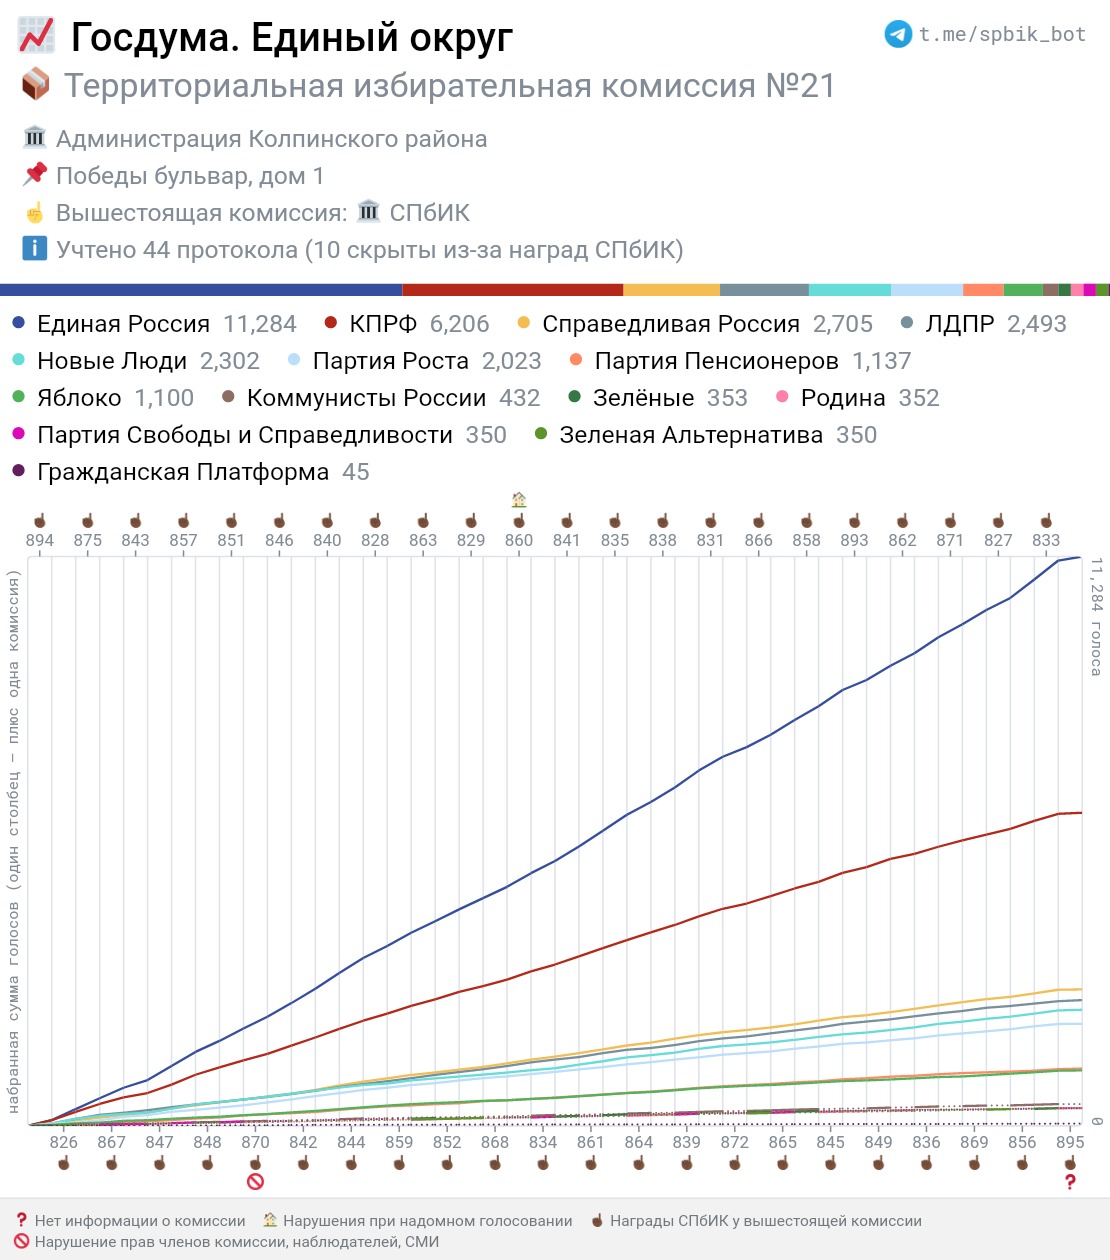 Госдума. Единый округ
t.me/spbik_bot
Территориальная избирательная комиссия №21
Администрация Колпинского района
Победы бульвар, дом 1
Вышестоящая комиссия: СПбИК
Учтено 44 протокола (10 скрыты из-за наград СПбИК)
Единая Россия 11,284 КПРФ 6,206 Справедливая Россия 2,705 ЛДПР 2,493
Новые Люди 2,302 Партия Роста 2,023 Партия Пенсионеров 1,137
Яблоко 1,100 Коммунисты России 432 Зелёные 353 Родина 352
Партия Свободы и Справедливости 350 Зеленая Альтернатива 350
Гражданская Платформа 45
894 875 843 857 851 846 840 828 863 829 860 841 835 838 831 866 858 893 862 871 827 833
набранная сумма голосов (один столбец – плюс одна комиссия)
11,284 голоса
0
826 867 847 848 870 842 844 859 852 868 834 861 864 839 872 865 845 849 836 869 856 895
Нет информации о комиссии Нарушения при надомном голосовании Награды СПбИК у вышестоящей комиссии
Нарушение прав членов комиссии, наблюдателей, СМИ